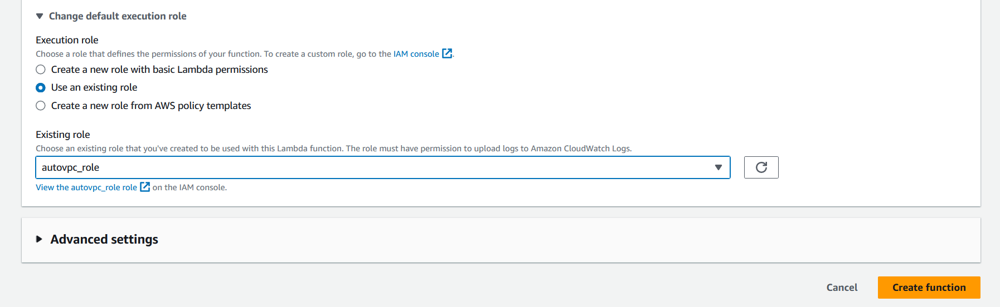 Change default execution role
Execution role
Choose a role that defines the permissions of your function. To create a custom role, go to the IAM console.
Create a new role with basic Lambda permissions
Use an existing role
Create a new role from AWS policy templates
Existing role
Choose an existing role that you've created to be used with this Lambda function. The role must have permission to upload logs to Amazon CloudWatch Logs.
autovpc_role
View the autovpc_role role on the IAM console.
Advanced settings
Cancel Create function